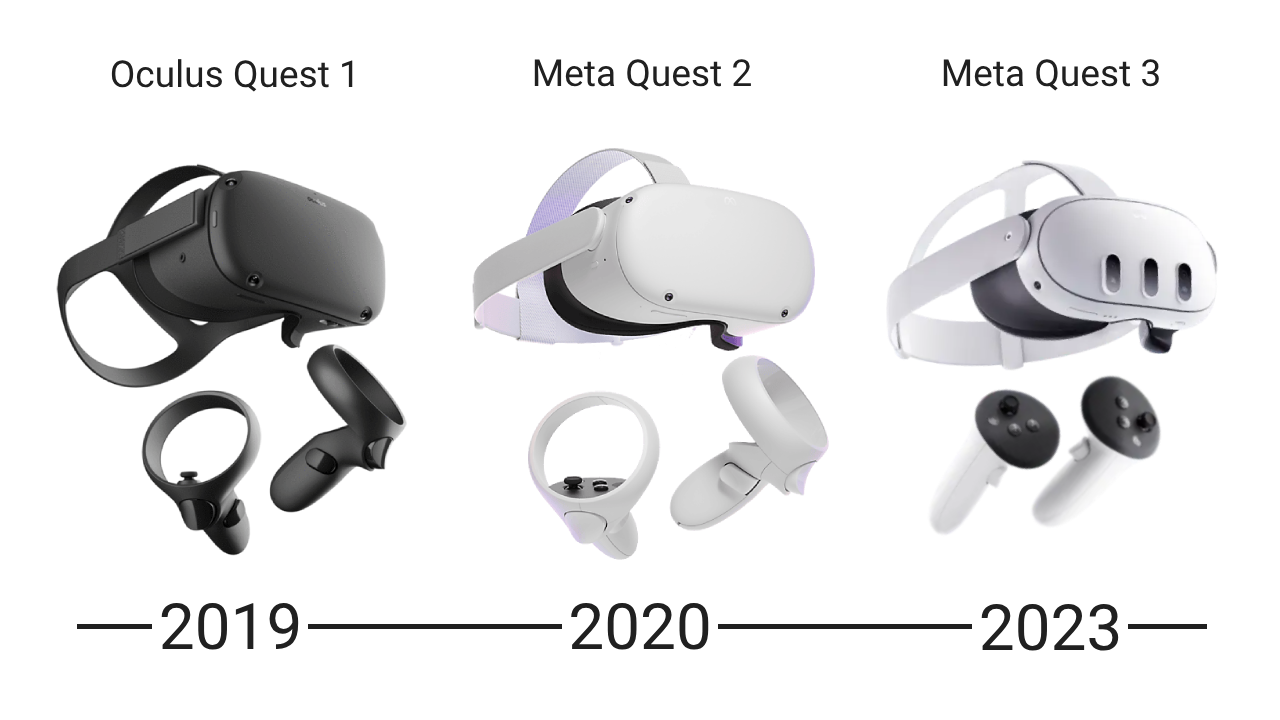 Oculus Quest 1
Meta Quest 2
Meta Quest 3
2019
2020
2023